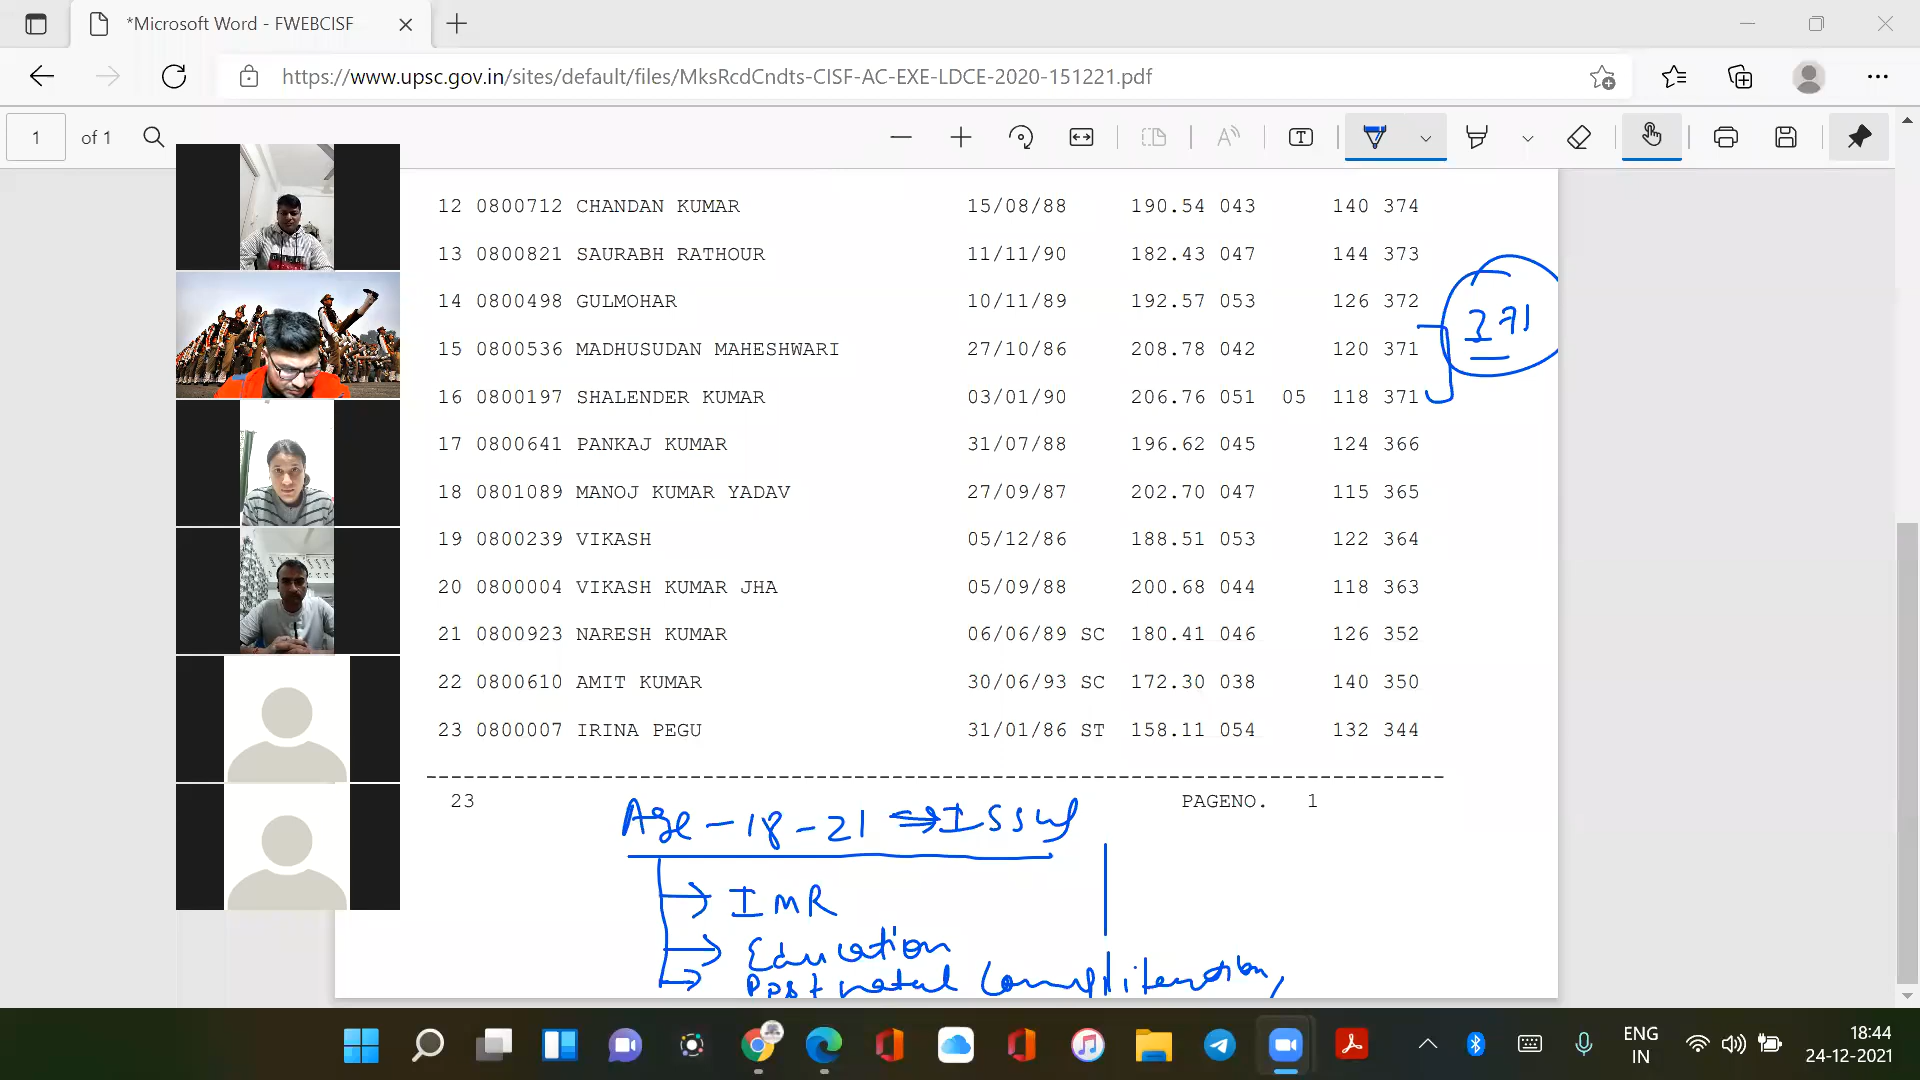 *Microsoft Word - FWEBCISF
https://www.upsc.gov.in/sites/default/files/MksRcdCndts-CISF-AC-EXE-LDCE-2020-151221.pdf
1 of 1
12 0800712 CHANDAN KUMAR 15/08/88 190.54 043 140 374
13 0800821 SAURABH RATHOUR 11/11/90 182.43 047 144 373
14 0800498 GULMOHAR 10/11/89 192.57 053 126 372
371
15 0800536 MADHUSUDAN MAHESHWARI 27/10/86 208.78 042 120 371
16 0800197 SHALENDER KUMAR 03/01/90 206.76 051 05 118 371
17 0800641 PANKAJ KUMAR 31/07/88 196.62 045 124 366
18 0801089 MANOJ KUMAR YADAV 27/09/87 202.70 047 115 365
19 0800239 VIKASH 05/12/86 188.51 053 122 364
20 0800004 VIKASH KUMAR JHA 05/09/88 200.68 044 118 363
21 0800923 NARESH KUMAR 06/06/89 SC 180.41 046 126 352
22 0800610 AMIT KUMAR 30/06/93 SC 172.30 038 140 350
23 0800007 IRINA PEGU 31/01/86 ST 158.11 054 132 344
23 PAGENO. 1
Age - 18 - 21 ⇒
IMR
Education
Post natal
ENG
IN
18:44
24-12-2021